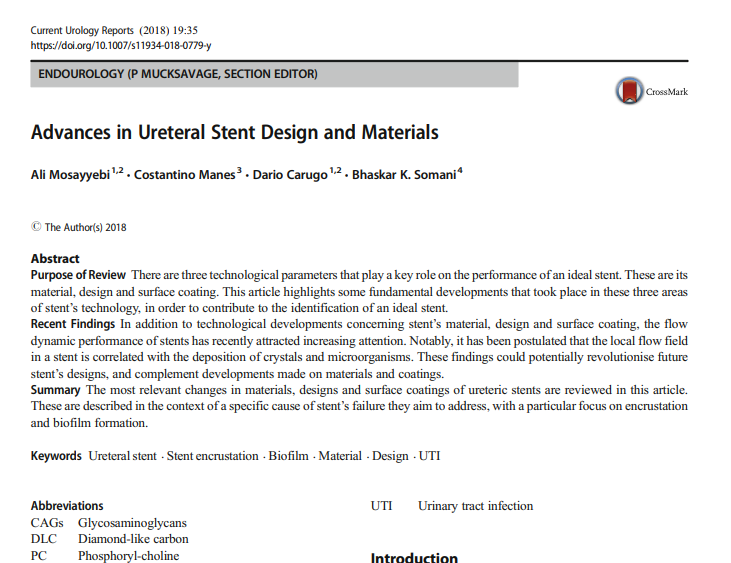 Current Urology Reports (2018) 19:35
https://doi.org/10.1007/s11934-018-0779-y
ENDOUROLOGY (P MUCKSAVAGE, SECTION EDITOR)
CrossMark
Advances in Ureteral Stent Design and Materials
Ali Mosayyebi 1,2 · Costantino Manes 3 · Dario Carugo 1,2 · Bhaskar K. Somani 4
© The Author(s) 2018
Abstract
Purpose of Review There are three technological parameters that play a key role on the performance of an ideal stent. These are its
material, design and surface coating. This article highlights some fundamental developments that took place in these three areas
of stent’s technology, in order to contribute to the identification of an ideal stent.
Recent Findings In addition to technological developments concerning stent’s material, design and surface coating, the flow
dynamic performance of stents has recently attracted increasing attention. Notably, it has been postulated that the local flow field
in a stent is correlated with the deposition of crystals and microorganisms. These findings could potentially revolutionise future
stent’s designs, and complement developments made on materials and coatings.
Summary The most relevant changes in materials, designs and surface coatings of ureteric stents are reviewed in this article.
These are described in the context of a specific cause of stent’s failure they aim to address, with a particular focus on encrustation
and biofilm formation.
Keywords Ureteral stent · Stent encrustation · Biofilm · Material · Design · UTI
Abbreviations
CAGs Glycosaminoglycans
DLC Diamond-like carbon
PC Phosphoryl-choline
UTI Urinary tract infection
Introduction